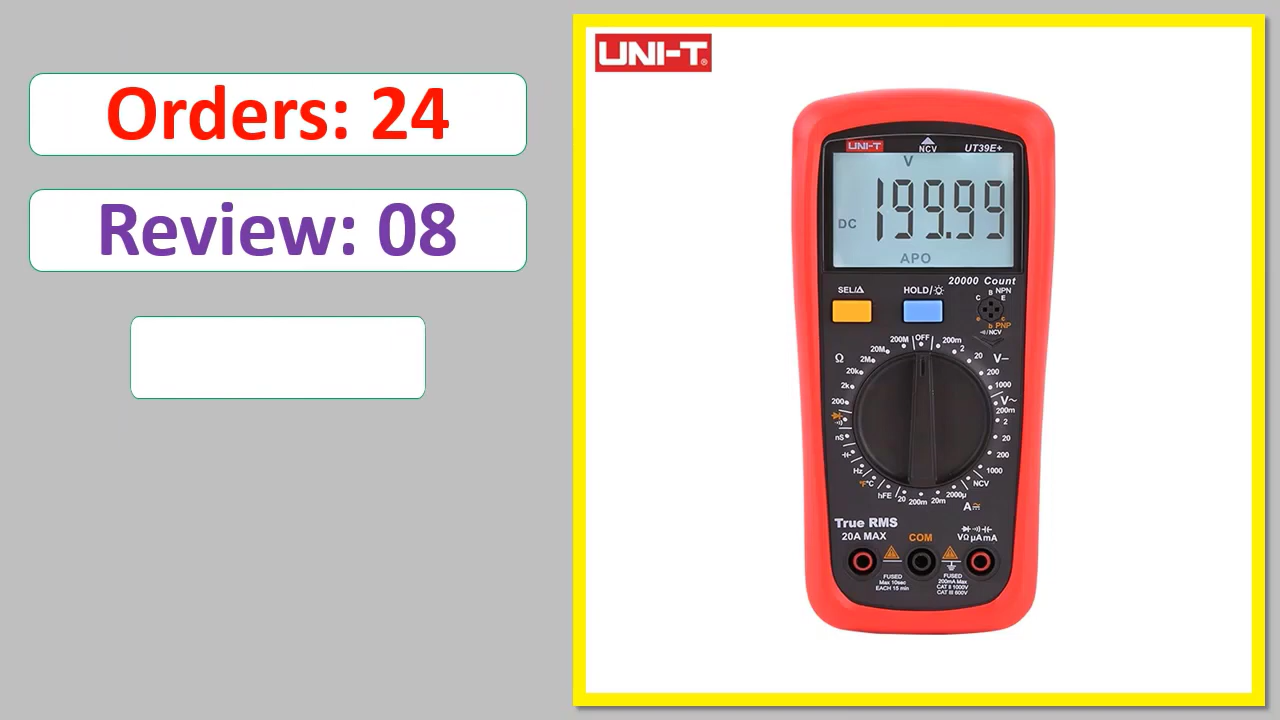 Orders: 24
Review: 08
UNI-T®
UNI-T
NCV
UT39E+
V
DC
199.99
APO
20000 Count
SEL/Δ
HOLD/
NPN
B
C
E
e
c
b PNP
/NCV
200M
OFF
200m
20M
2
Ω
2M
20
V
20k
200
2k
1000
200
V~
200m
2
nS
20
200
Hz
1000
°F°C
NCV
hFE
20
200m
20m
2000µ
A
True RMS
20A MAX
COM
VΩ µA mA
FUSED
Max 10sec
EACH 15 min
FUSED
200mA Max
CAT II 1000V
CAT III 600V